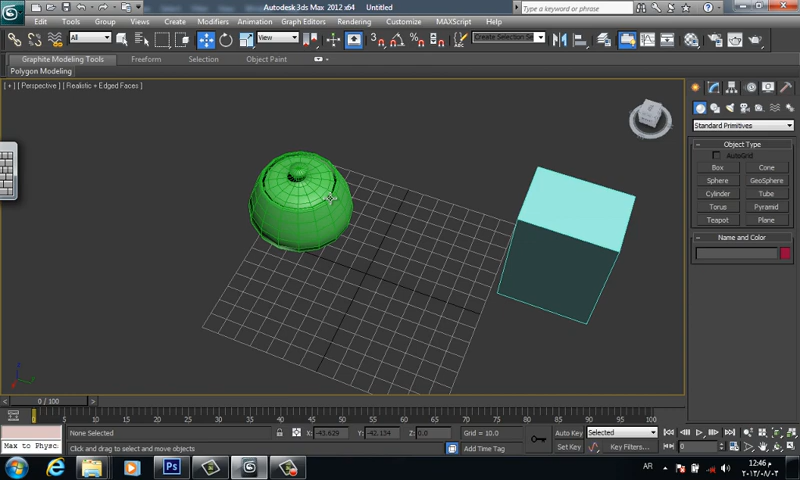 Autodesk 3ds Max 2012 x64 Untitled
Type a keyword or phrase
Edit Tools Group Views Create Modifiers Animation Graph Editors Rendering Customize MAXScript Help
All View Create Selection Se
Graphite Modeling Tools Freeform Selection Object Paint
Polygon Modeling
[ + ] [ Perspective ] [ Realistic + Edged Faces ]
Standard Primitives
Object Type
AutoGrid
Box Cone
Sphere GeoSphere
Cylinder Tube
Torus Pyramid
Teapot Plane
Name and Color
0 / 100
0 5 10 15 20 25 30 35 40 45 50 55 60 65 70 75 80 85 90 95 100
None Selected X: -43.629 Y: -42.134 Z: 0.0 Grid = 10.0 Auto Key Selected
Max to Physc. Click and drag to select and move objects Add Time Tag Set Key Key Filters... 0
Ps AR 12:46 م
٢٠١٢/٠٨/٠٢